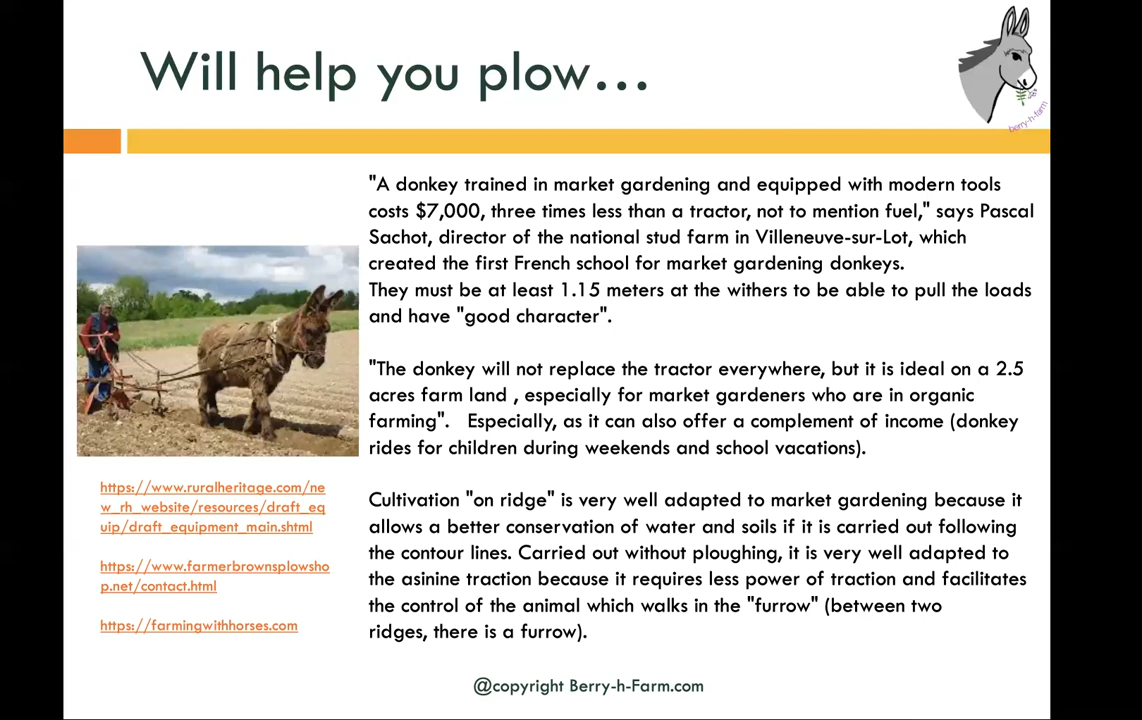 Will help you plow...
berry-h-farm
"A donkey trained in market gardening and equipped with modern tools
costs $7,000, three times less than a tractor, not to mention fuel," says Pascal
Sachot, director of the national stud farm in Villeneuve-sur-Lot, which
created the first French school for market gardening donkeys.
They must be at least 1.15 meters at the withers to be able to pull the loads
and have "good character".
"The donkey will not replace the tractor everywhere, but it is ideal on a 2.5
acres farm land , especially for market gardeners who are in organic
farming".   Especially, as it can also offer a complement of income (donkey
rides for children during weekends and school vacations).
Cultivation "on ridge" is very well adapted to market gardening because it
allows a better conservation of water and soils if it is carried out following
the contour lines. Carried out without ploughing, it is very well adapted to
the asinine traction because it requires less power of traction and facilitates
the control of the animal which walks in the "furrow" (between two
ridges, there is a furrow).
https://www.ruralheritage.com/ne
w_rh_website/resources/draft_eq
uip/draft_equipment_main.shtml
https://www.farmerbrownsplowsho
p.net/contact.html
https://farmingwithhorses.com
@copyright Berry-h-Farm.com